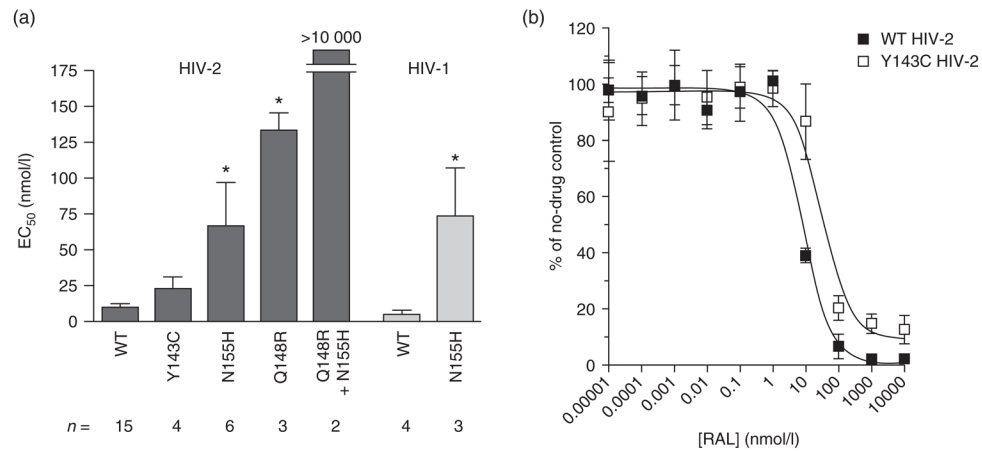 (a)
>10 000
HIV-2
HIV-1
175
150
125
100
75
50
25
0
EC50 (nmol/l)
*
*
*
WT
Y143C
N155H
Q148R
Q148R
+ N155H
WT
N155H
n = 15 4 6 3 2 4 3
(b)
WT HIV-2
Y143C HIV-2
120
100
80
60
40
20
0
% of no-drug control
0.00001
0.0001
0.001
0.01
0.1
1
10
100
1000
10000
[RAL] (nmol/l)